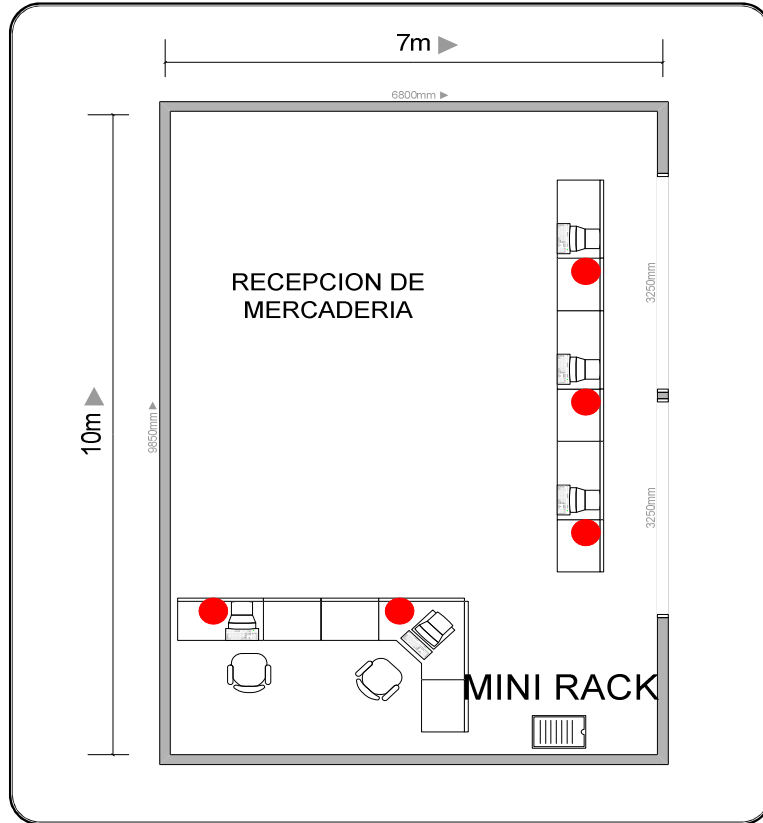 7m
6800mm
RECEPCION DE
MERCADERIA
3250mm
10m
9850mm
3250mm
MINI RACK